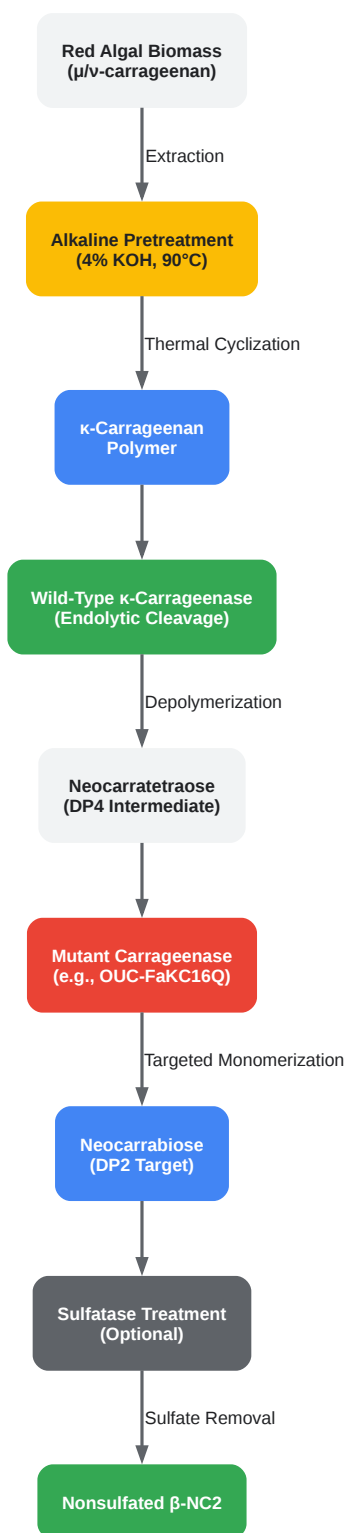 Red Algal Biomass
(μ/ν-carrageenan)
Extraction
Alkaline Pretreatment
(4% KOH, 90°C)
Thermal Cyclization
κ-Carrageenan
Polymer
Wild-Type κ-Carrageenase
(Endolytic Cleavage)
Depolymerization
Neocarratetraose
(DP4 Intermediate)
Mutant Carrageenase
(e.g., OUC-FaKC16Q)
Targeted Monomerization
Neocarrabiose
(DP2 Target)
Sulfatase Treatment
(Optional)
Sulfate Removal
Nonsulfated β-NC2